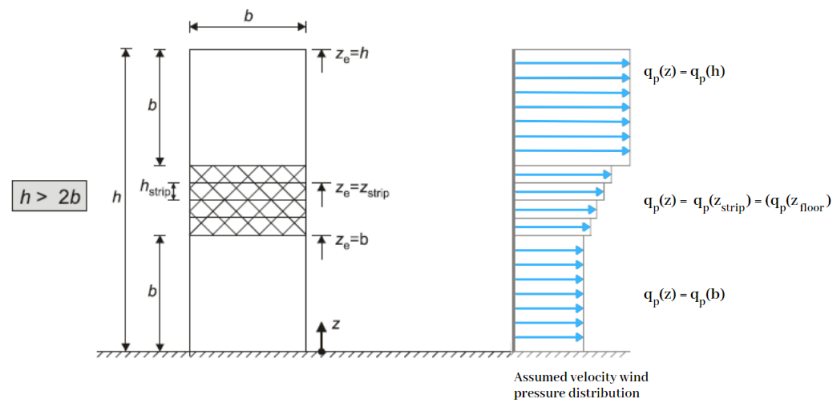 b
z_e=h
q_p(z) = q_p(h)
b
h > 2b
h
h_strip
z_e=z_strip
q_p(z) = q_p(z_strip) = (q_p(z_floor)
z_e=b
b
q_p(z) = q_p(b)
z
Assumed velocity wind
pressure distribution